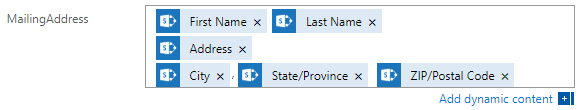 MailingAddress
First Name × Last Name ×
Address ×
City × , State/Province × ZIP/Postal Code ×
Add dynamic content